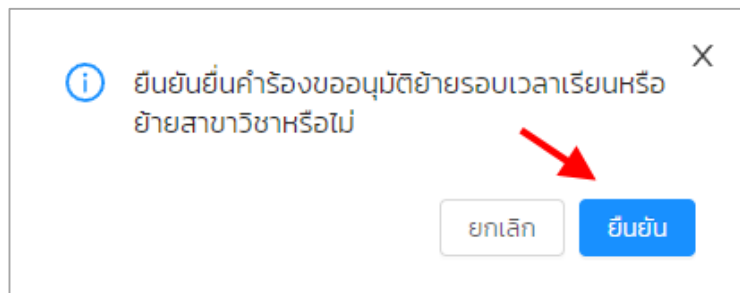 ยืนยันยื่นคำร้องขออนุมัติย้ายรอบเวลาเรียนหรือ
ย้ายสาขาวิชาหรือไม่
ยกเลิก ยืนยัน